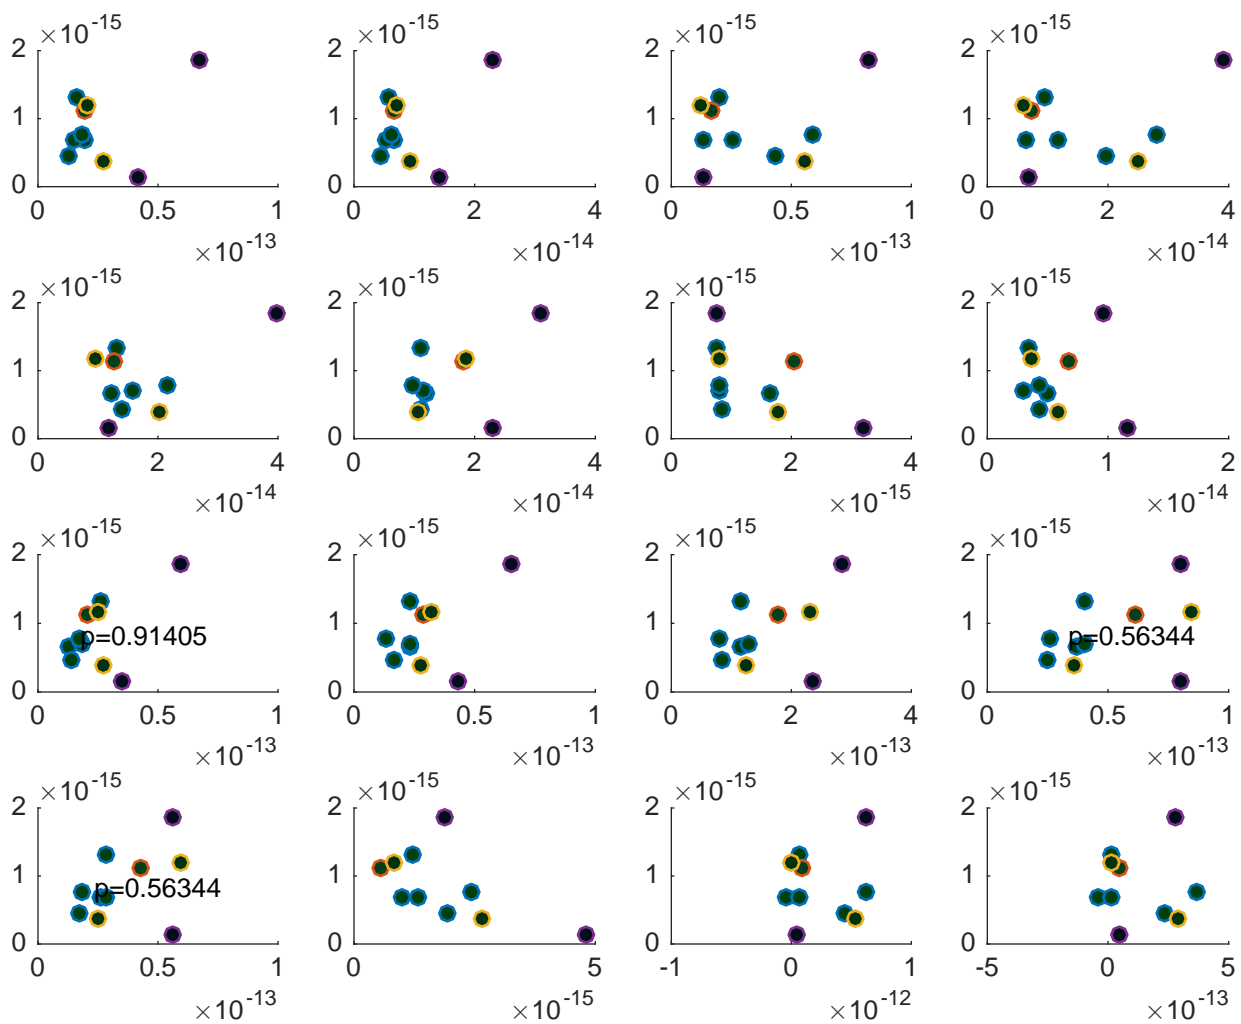 ×10-15 ×10-15 ×10-15 ×10-15
2 2 2 2
1 1 1 1
0 0 0 0
0 0.5 1 0 2 4 0 0.5 1 0 2 4
×10-13 ×10-14 ×10-13 ×10-14
×10-15 ×10-15 ×10-15 ×10-15
2 2 2 2
1 1 1 1
0 0 0 0
0 2 4 0 2 4 0 2 4 0 1 2
×10-14 ×10-14 ×10-15 ×10-14
×10-15 ×10-15 ×10-15 ×10-15
2 2 2 2
1 1 1 1
p=0.91405 p=0.56344
0 0 0 0
0 0.5 1 0 0.5 1 0 2 4 0 0.5 1
×10-13 ×10-13 ×10-13 ×10-13
×10-15 ×10-15 ×10-15 ×10-15
2 2 2 2
1 1 1 1
p=0.56344
0 0 0 0
0 0.5 1 0 5 -1 0 1 -5 0 5
×10-13 ×10-15 ×10-12 ×10-13